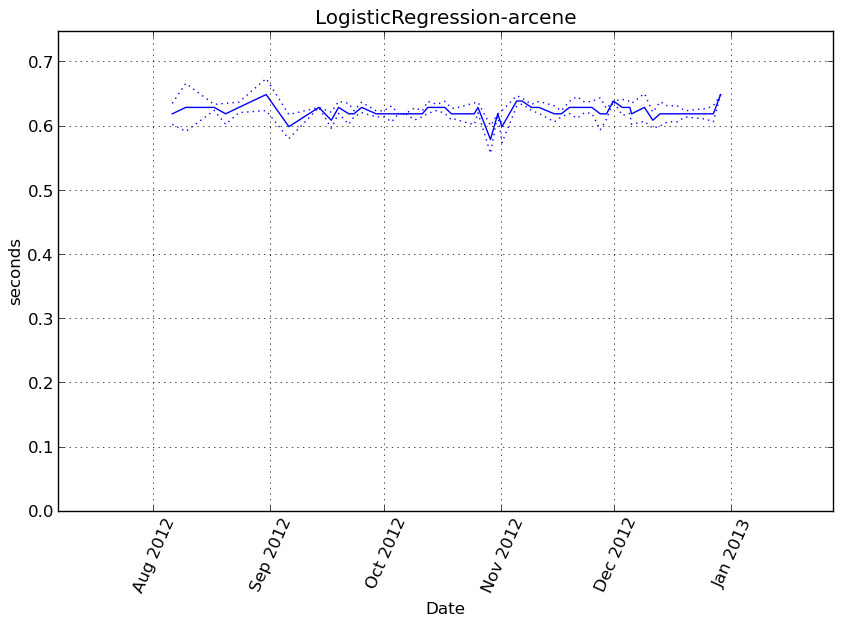 LogisticRegression-arcene
0.7
0.6
0.5
0.4
0.3
0.2
0.1
0.0
seconds
Aug 2012
Sep 2012
Oct 2012
Nov 2012
Dec 2012
Jan 2013
Date